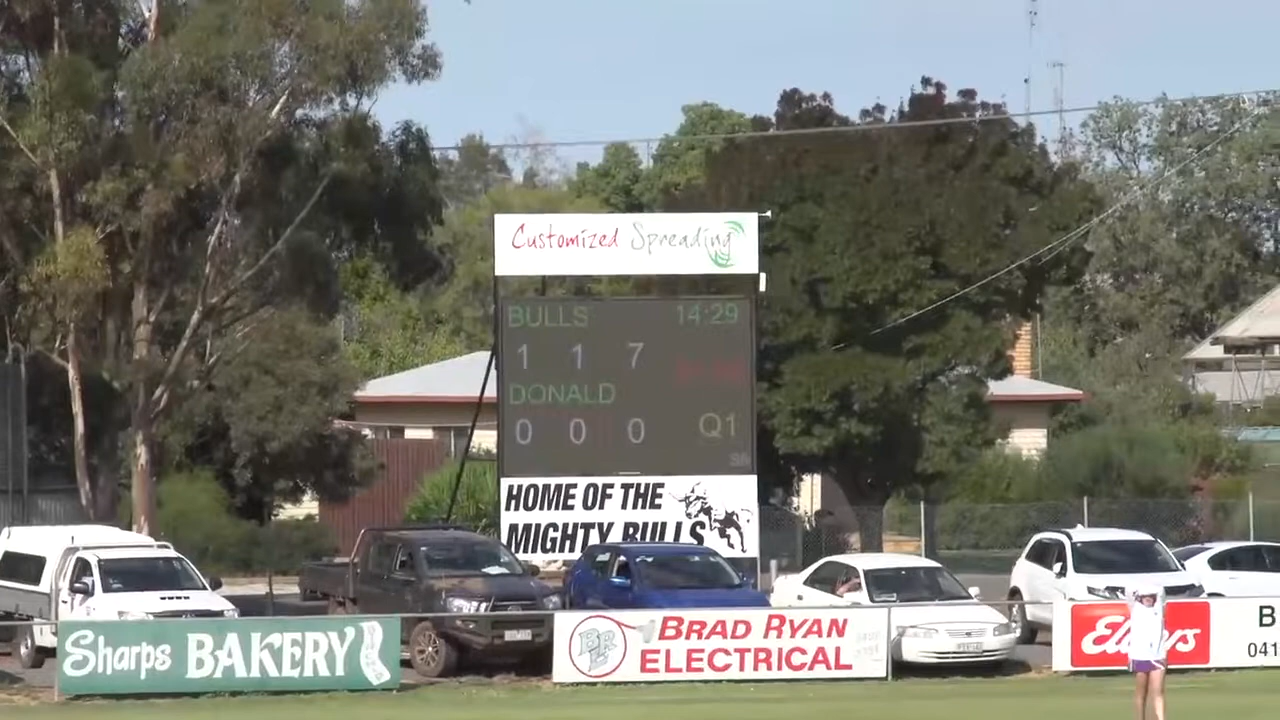 Customized Spreading
BULLS 14:29
1 1 7
DONALD
0 0 0 Q1
HOME OF THE
MIGHTY BULLS
Sharps BAKERY
BRAD RYAN
ELECTRICAL
Elders
B
041